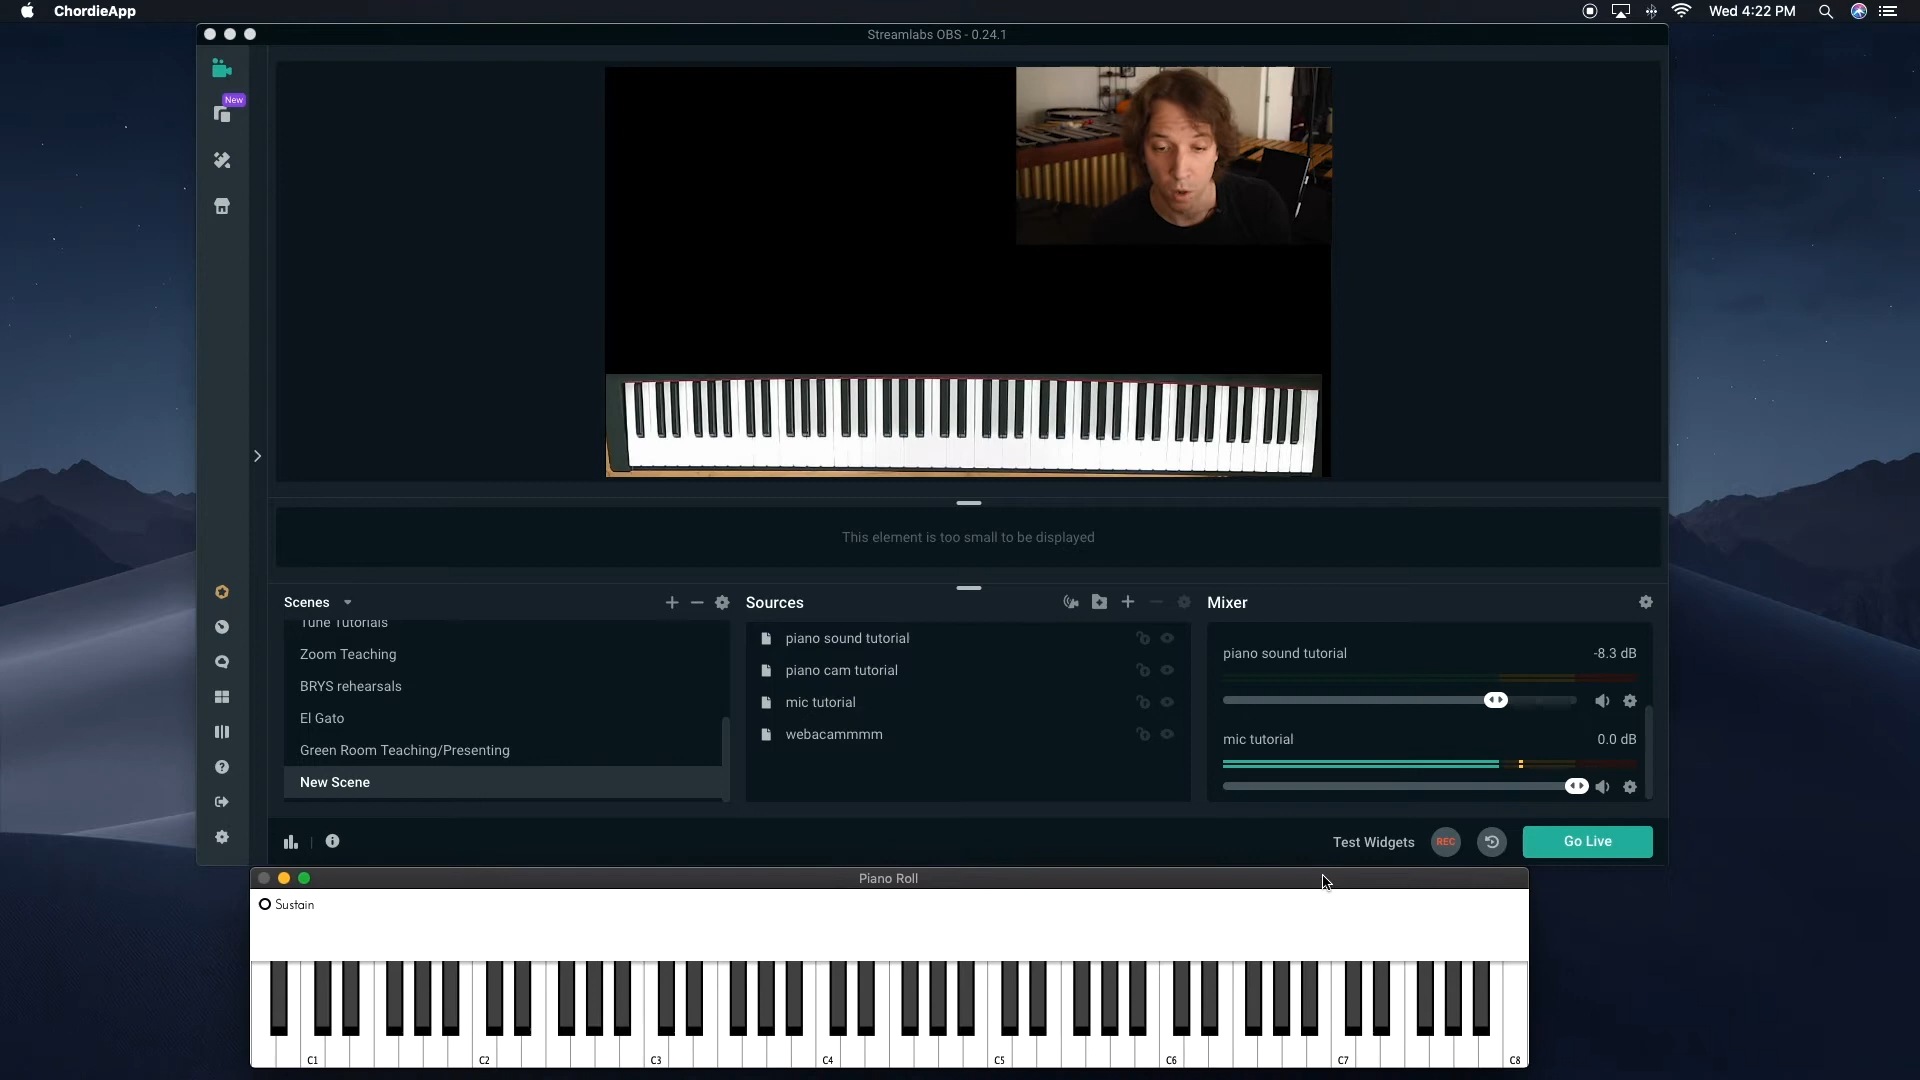 ChordieApp
Wed 4:22 PM
Streamlabs OBS - 0.24.1
New
This element is too small to be displayed
Scenes
Tune Tutorials
Zoom Teaching
BRYS rehearsals
El Gato
Green Room Teaching/Presenting
New Scene
Sources
piano sound tutorial
piano cam tutorial
mic tutorial
webacammmm
Mixer
piano sound tutorial -8.3 dB
mic tutorial 0.0 dB
Test Widgets
REC
Go Live
Piano Roll
Sustain
C1 C2 C3 C4 C5 C6 C7 C8